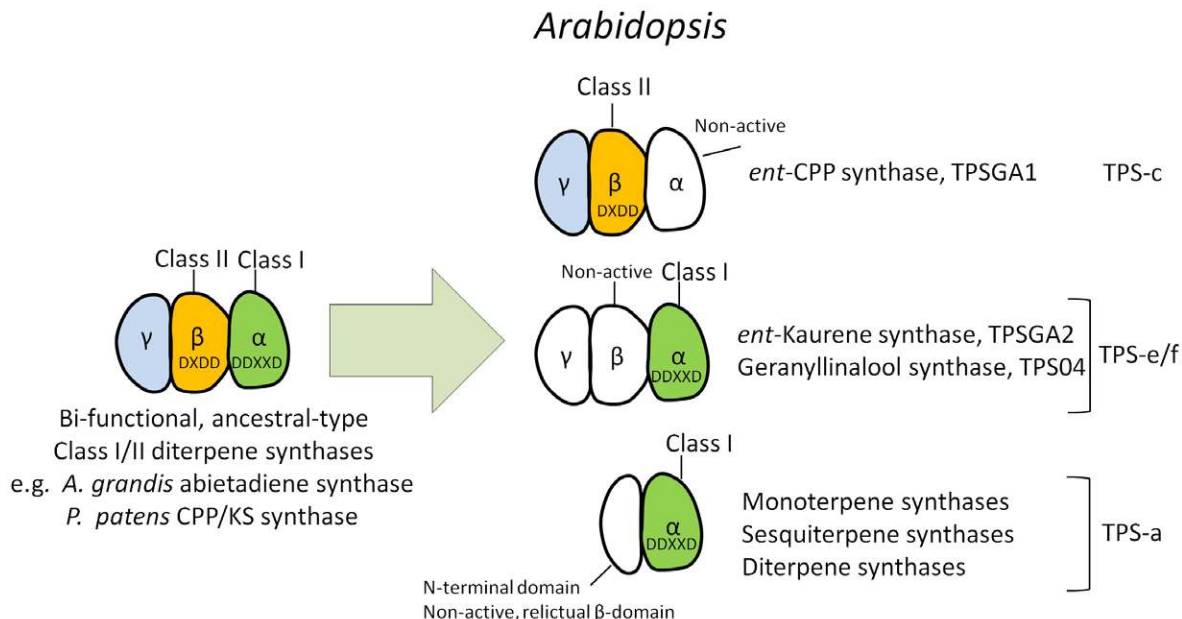 Arabidopsis
Class II
Non-active
γ
β
DXDD
α
ent-CPP synthase, TPSGA1
TPS-c
Class II Class I
γ
β
DXDD
α
DDXXD
Bi-functional, ancestral-type
Class I/II diterpene synthases
e.g. A. grandis abietadiene synthase
P. patens CPP/KS synthase
Non-active Class I
γ
β
α
DDXXD
ent-Kaurene synthase, TPSGA2
Geranyllinalool synthase, TPS04
TPS-e/f
Class I
α
DDXXD
N-terminal domain
Non-active, relictual β-domain
Monoterpene synthases
Sesquiterpene synthases
Diterpene synthases
TPS-a